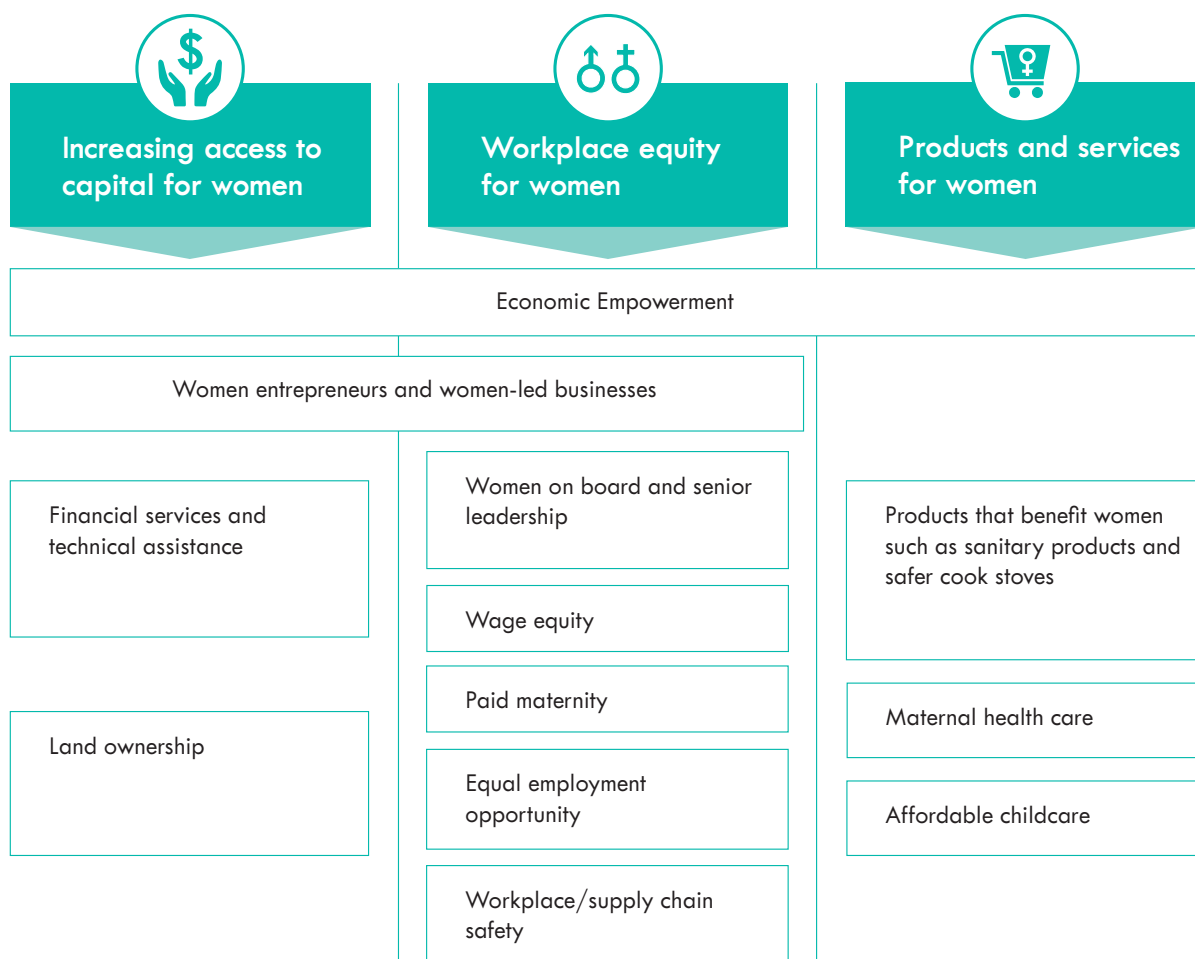 $
Increasing access to
capital for women
Workplace equity
for women
Products and services
for women
Economic Empowerment
Women entrepreneurs and women-led businesses
Financial services and
technical assistance
Land ownership
Women on board and senior
leadership
Wage equity
Paid maternity
Equal employment
opportunity
Workplace/supply chain
safety
Products that benefit women
such as sanitary products and
safer cook stoves
Maternal health care
Affordable childcare